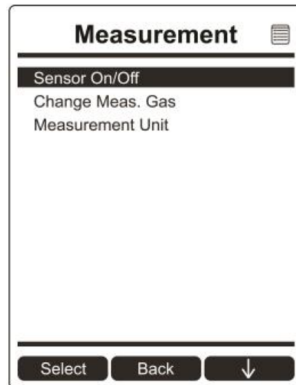 Measurement
Sensor On/Off
Change Meas. Gas
Measurement Unit
Select Back ↓